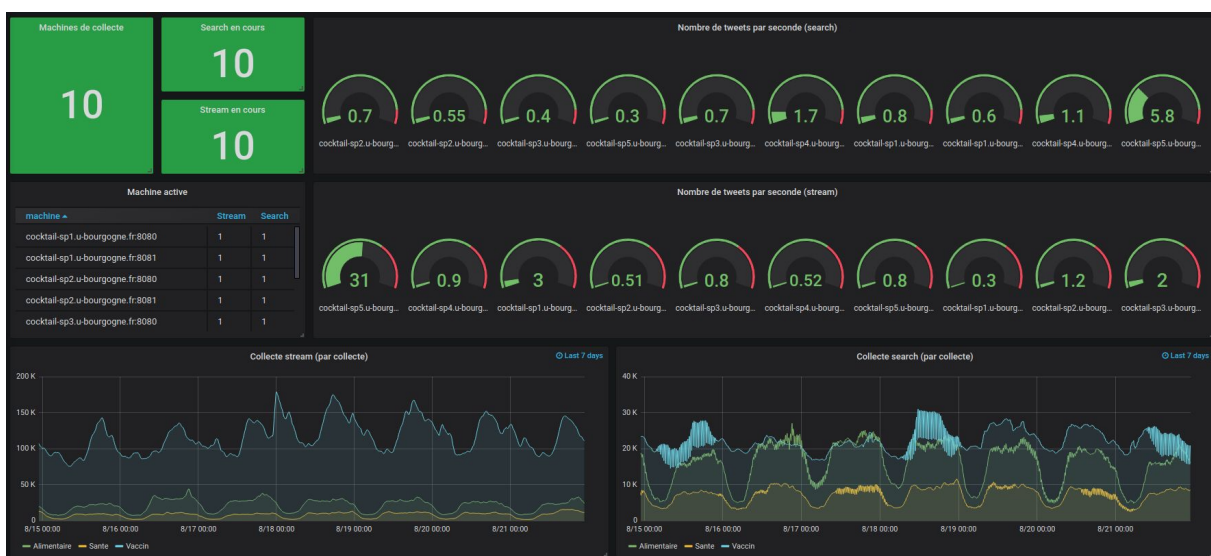 Machines de collecte
10
Search en cours
10
Stream en cours
10
Nombre de tweets par seconde (search)
0.7 0.55 0.4 0.3 0.7 1.7 0.8 0.6 1.1 5.8
cocktail-sp2.u-bourg... cocktail-sp2.u-bourg... cocktail-sp3.u-bourg... cocktail-sp5.u-bourg... cocktail-sp3.u-bourg... cocktail-sp4.u-bourg... cocktail-sp1.u-bourg... cocktail-sp1.u-bourg... cocktail-sp4.u-bourg... cocktail-sp5.u-bourg...
Machine active
machine Stream Search
cocktail-sp1.u-bourgogne.fr:8080 1 1
cocktail-sp1.u-bourgogne.fr:8081 1 1
cocktail-sp2.u-bourgogne.fr:8080 1 1
cocktail-sp2.u-bourgogne.fr:8081 1 1
cocktail-sp3.u-bourgogne.fr:8080 1 1
Nombre de tweets par seconde (stream)
31 0.9 3 0.51 0.8 0.52 0.8 0.3 1.2 2
cocktail-sp5.u-bourg... cocktail-sp4.u-bourg... cocktail-sp1.u-bourg... cocktail-sp2.u-bourg... cocktail-sp3.u-bourg... cocktail-sp4.u-bourg... cocktail-sp5.u-bourg... cocktail-sp1.u-bourg... cocktail-sp2.u-bourg... cocktail-sp3.u-bourg...
Collecte stream (par collecte)
Last 7 days
200 K
150 K
100 K
50 K
0
8/15 00:00 8/16 00:00 8/17 00:00 8/18 00:00 8/19 00:00 8/20 00:00 8/21 00:00
Alimentaire Sante Vaccin
Collecte search (par collecte)
Last 7 days
40 K
30 K
20 K
10 K
0
8/15 00:00 8/16 00:00 8/17 00:00 8/18 00:00 8/19 00:00 8/20 00:00 8/21 00:00
Alimentaire Sante Vaccin